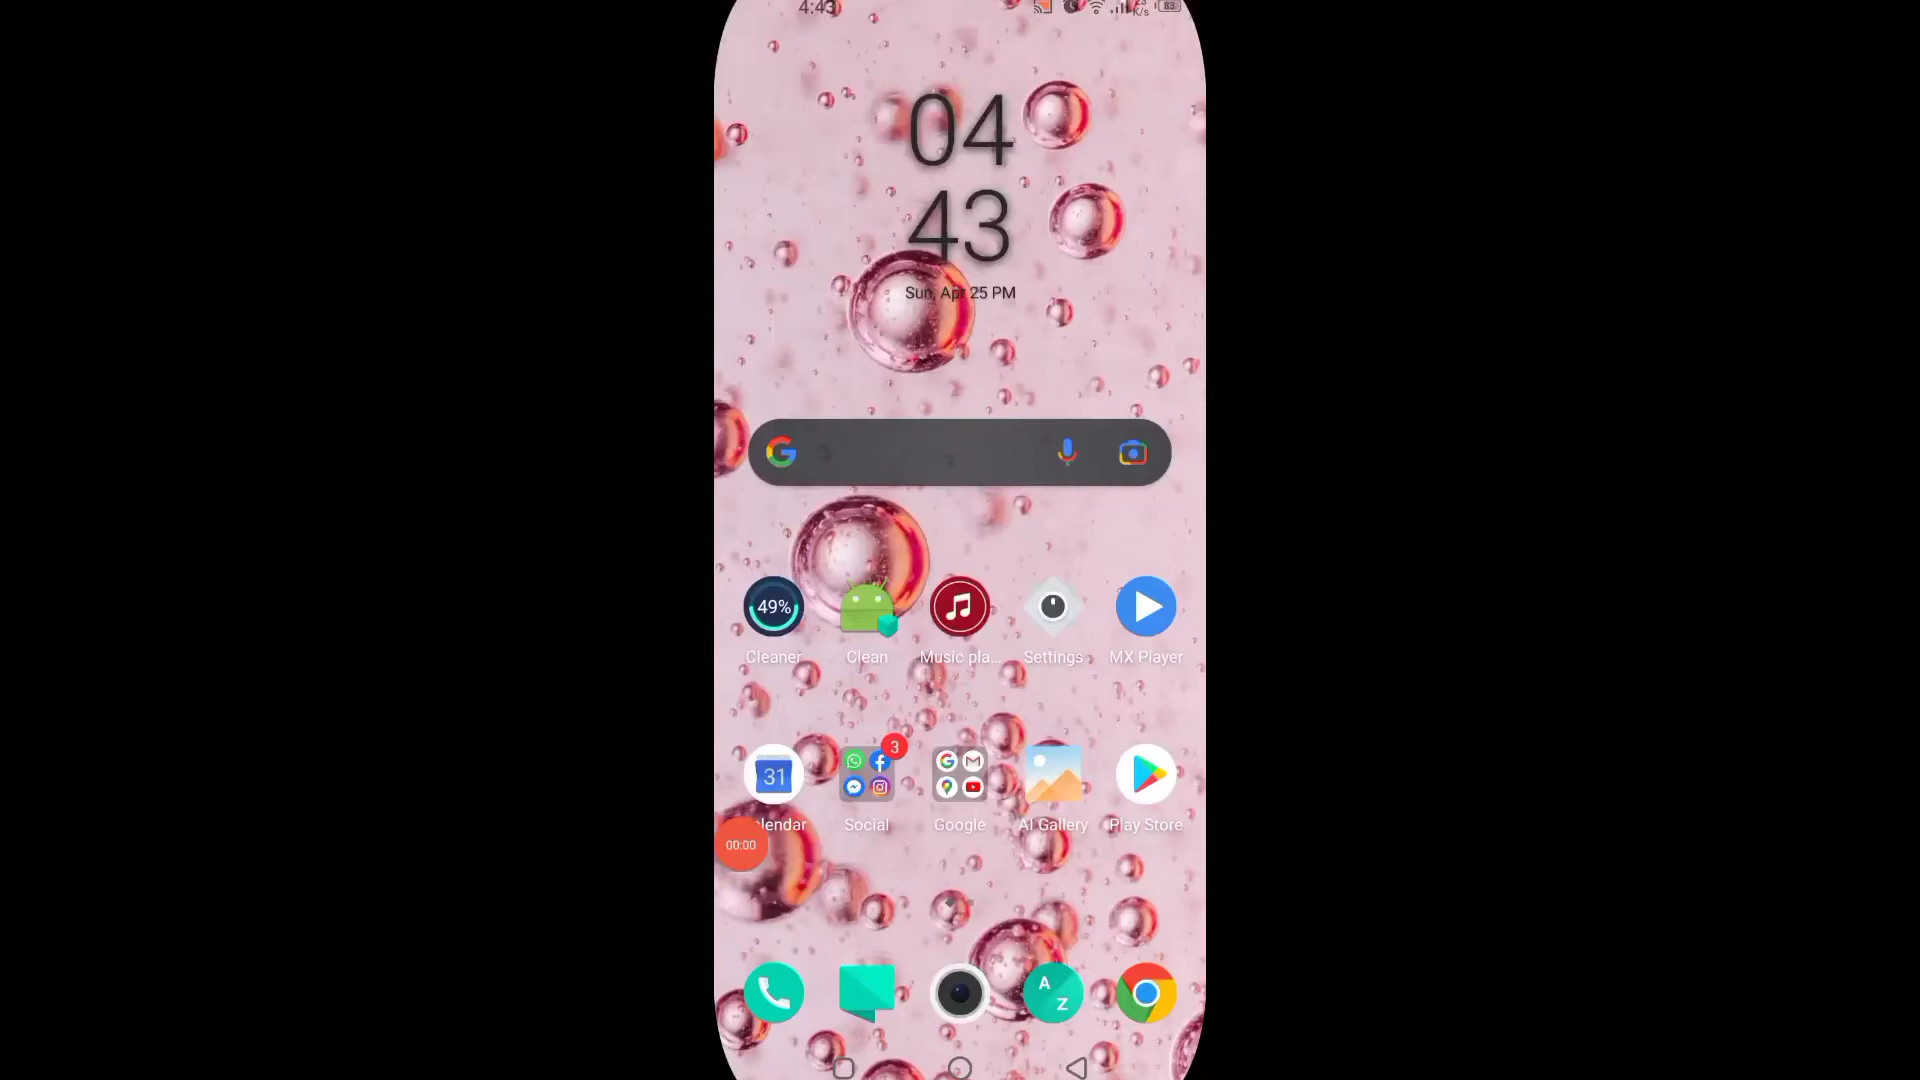 4:43
K/s
83
04
43
Sun, Apr 25 PM
49%
Cleaner
Clean
Music pla...
Settings
MX Player
31
3
lendar
Social
Google
AI Gallery
Play Store
00:00
A
Z